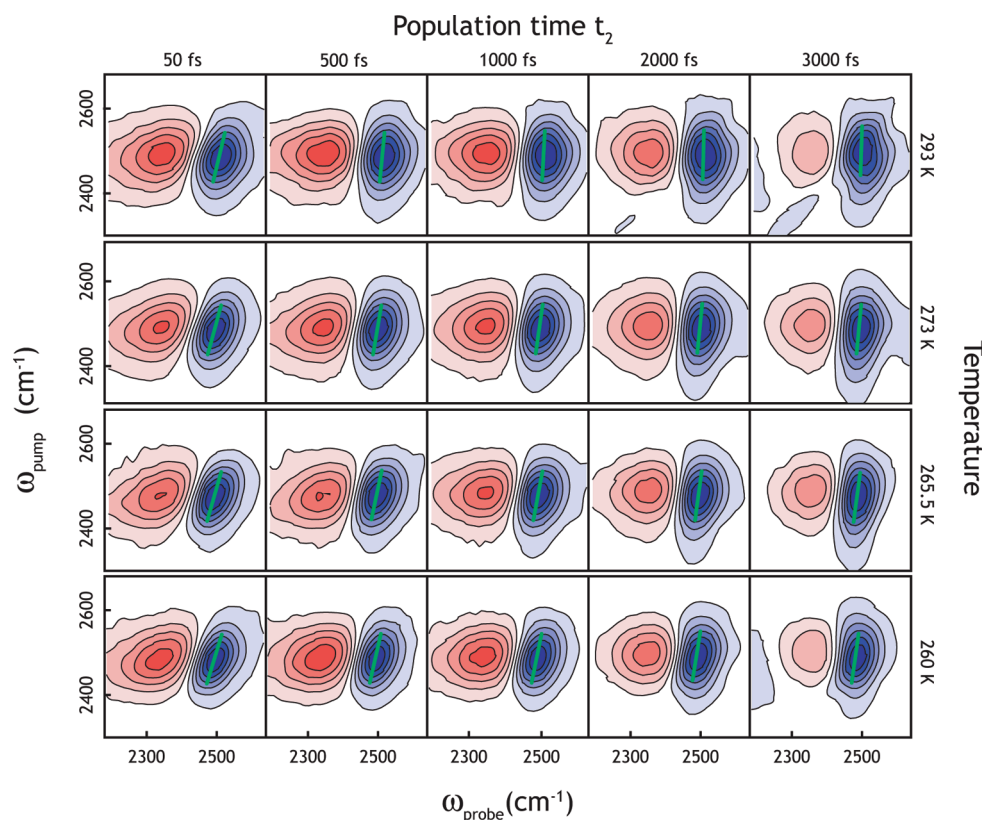 Population time t₂
50 fs 500 fs 1000 fs 2000 fs 3000 fs
2600
2400
293 K
2600
2400
273 K
2600
2400
265.5 K
2600
2400
260 K
ω_pump (cm⁻¹)
Temperature
2300 2500 2300 2500 2300 2500 2300 2500 2300 2500
ω_probe(cm⁻¹)